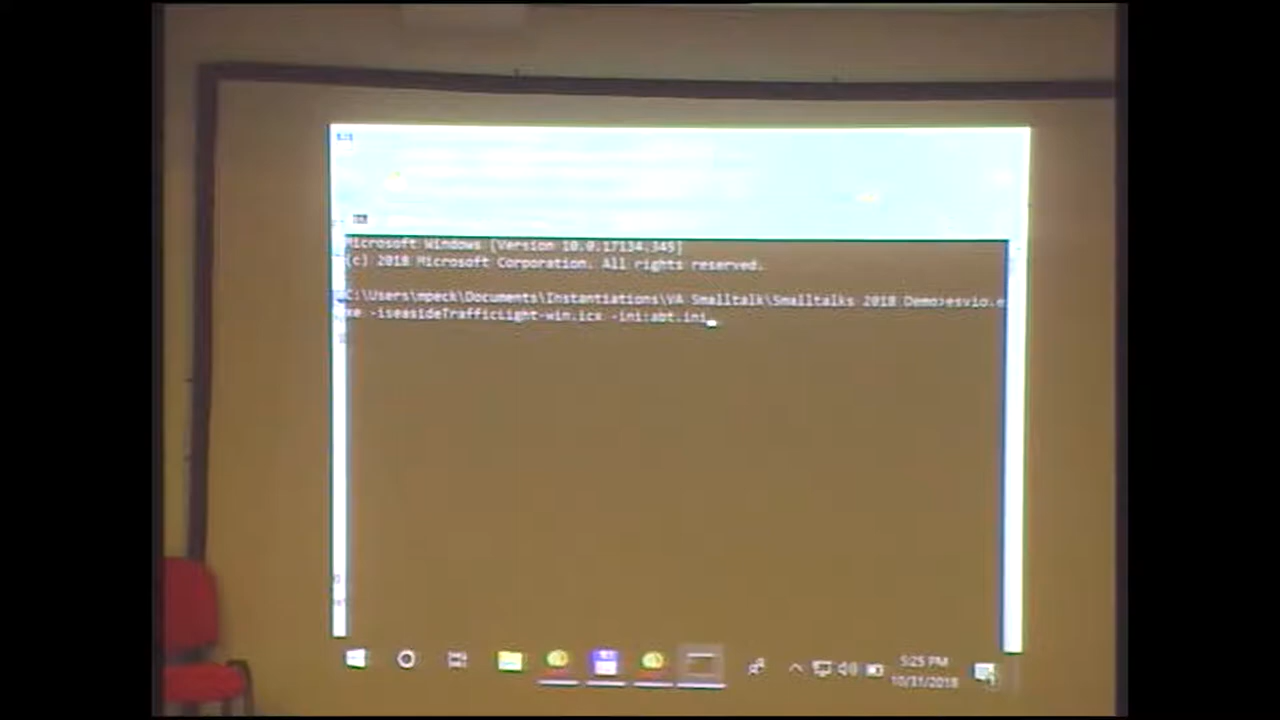 Microsoft Windows [Version 10.0.17134.345]
(c) 2018 Microsoft Corporation. All rights reserved.
C:\Users\mpeck\Documents\Instantiations\VA Smalltalk\Smalltalks 2018 Demo>esvio.e
xe -iseasideTrafficLight-win.icx -ini:abt.ini
5:25 PM
10/31/2018